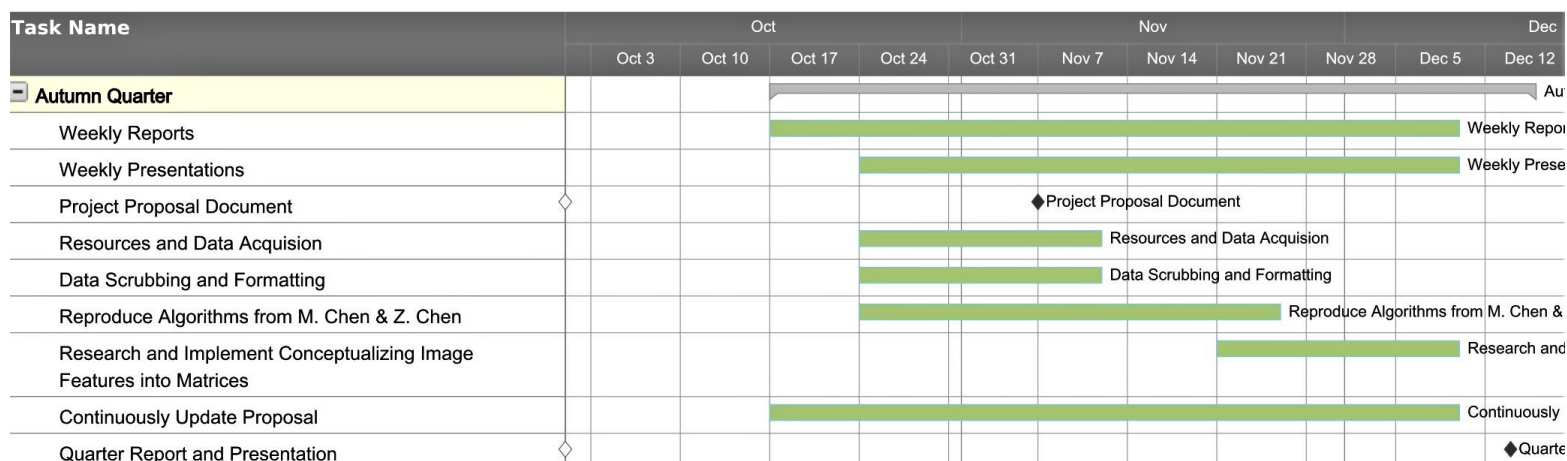 Task Name
Oct Nov Dec
Oct 3 Oct 10 Oct 17 Oct 24 Oct 31 Nov 7 Nov 14 Nov 21 Nov 28 Dec 5 Dec 12
Autumn Quarter Au
Weekly Reports Weekly Repor
Weekly Presentations Weekly Prese
Project Proposal Document Project Proposal Document
Resources and Data Acquision Resources and Data Acquision
Data Scrubbing and Formatting Data Scrubbing and Formatting
Reproduce Algorithms from M. Chen & Z. Chen Reproduce Algorithms from M. Chen &
Research and Implement Conceptualizing Image Research and
Features into Matrices
Continuously Update Proposal Continuously
Quarter Report and Presentation Quarte